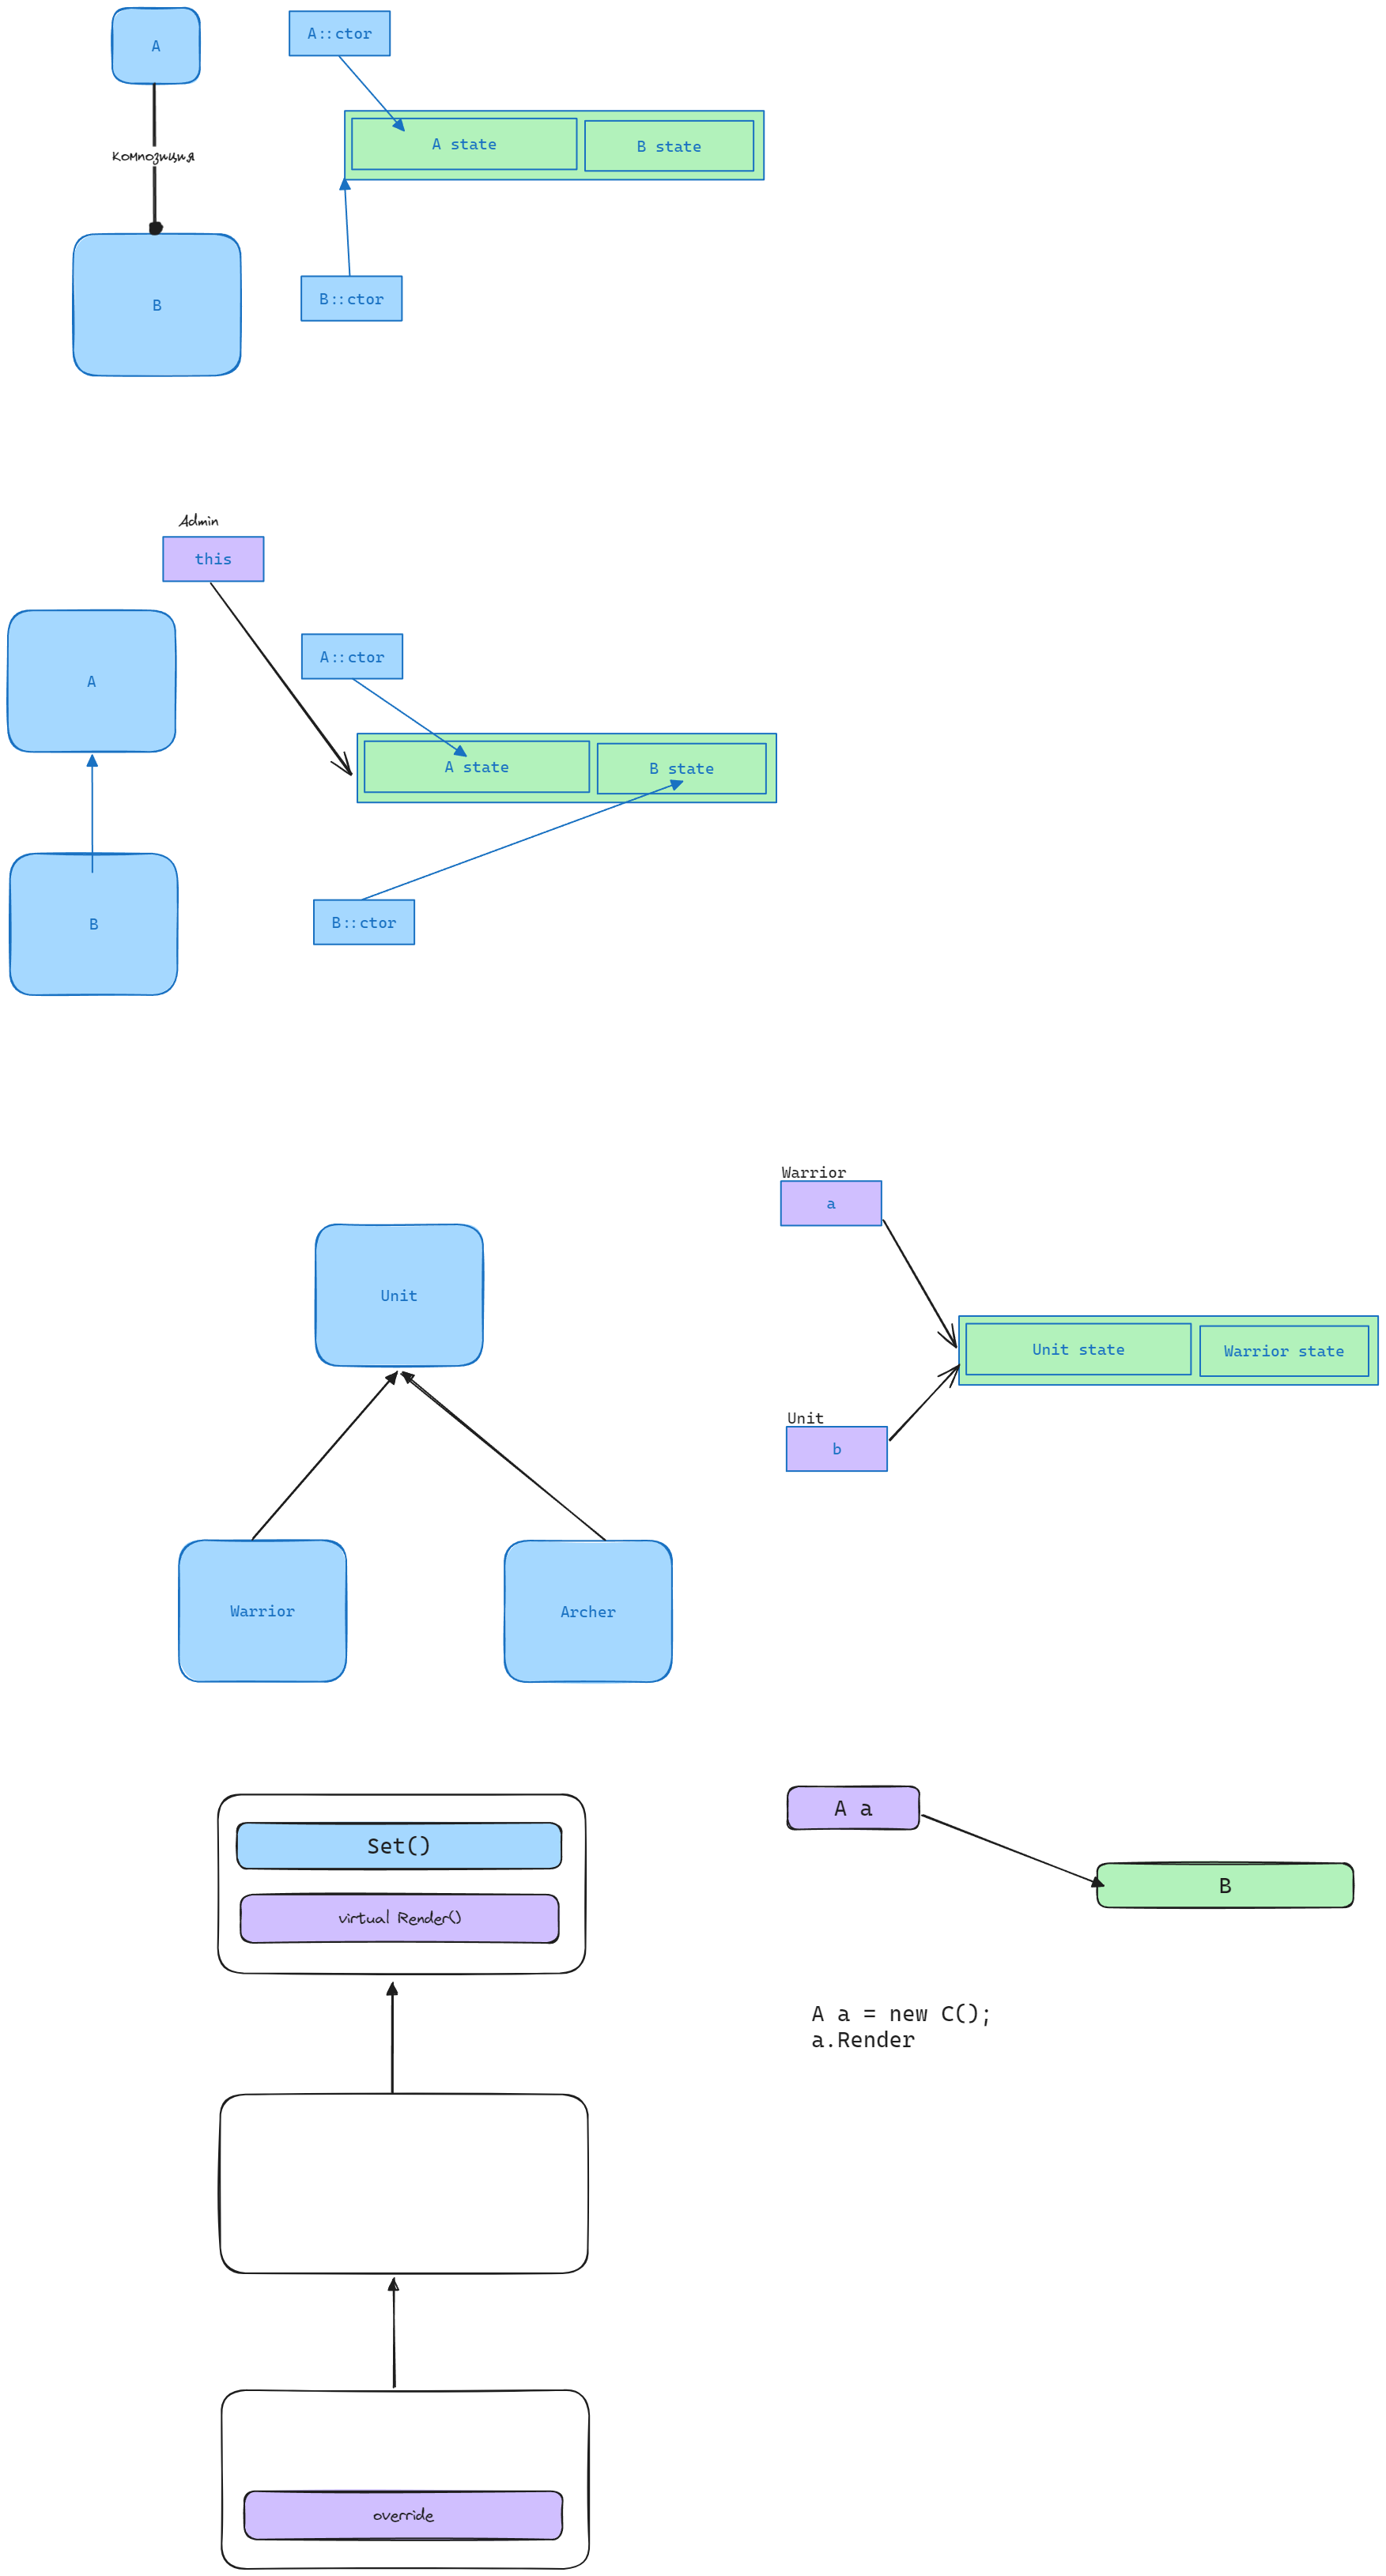 A
A::ctor
A state
B state
композиция
B::ctor
B
Admin
this
A::ctor
A
A state
B state
B::ctor
B
Warrior
a
Unit
Unit state
Warrior state
Unit
b
Warrior
Archer
A a
Set()
B
virtual Render()
A a = new C();
a.Render
override